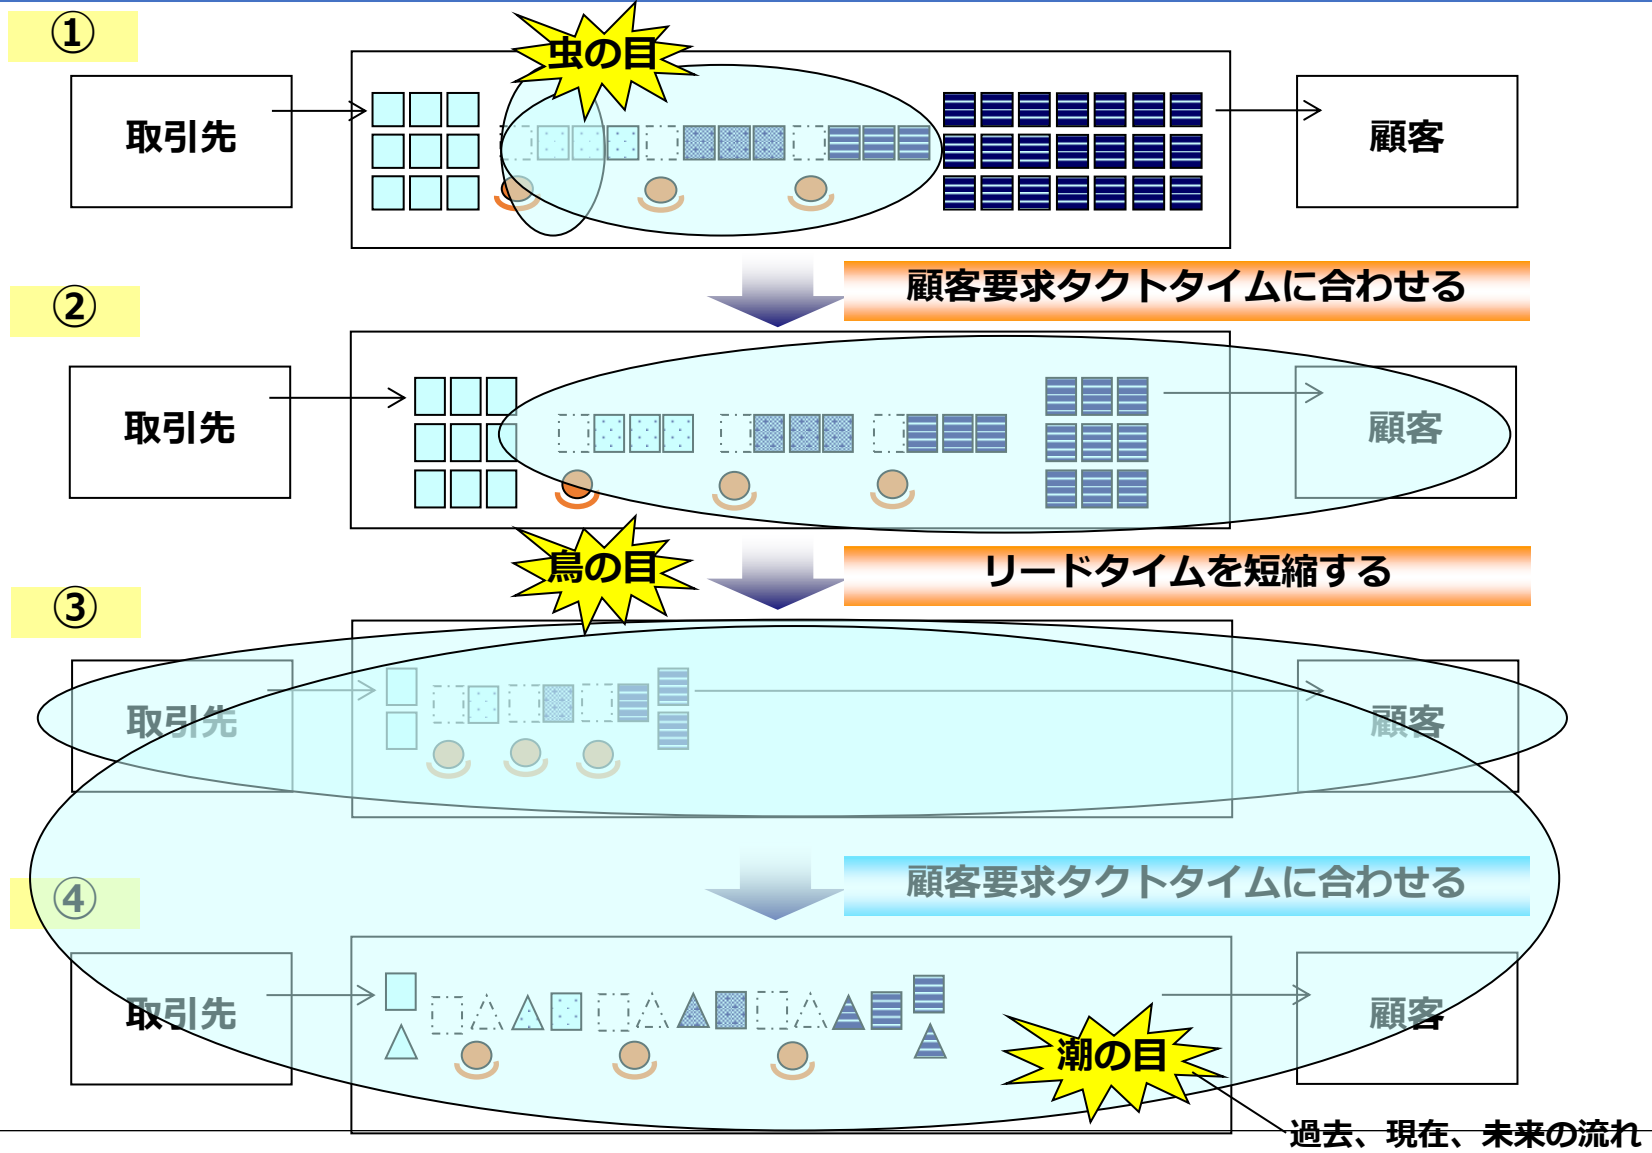 ①
虫の目
取引先
顧客
顧客要求タクトタイムに合わせる
②
取引先
顧客
鳥の目
リードタイムを短縮する
③
取引先
顧客
顧客要求タクトタイムに合わせる
④
取引先
顧客
潮の目
過去、現在、未来の流れ